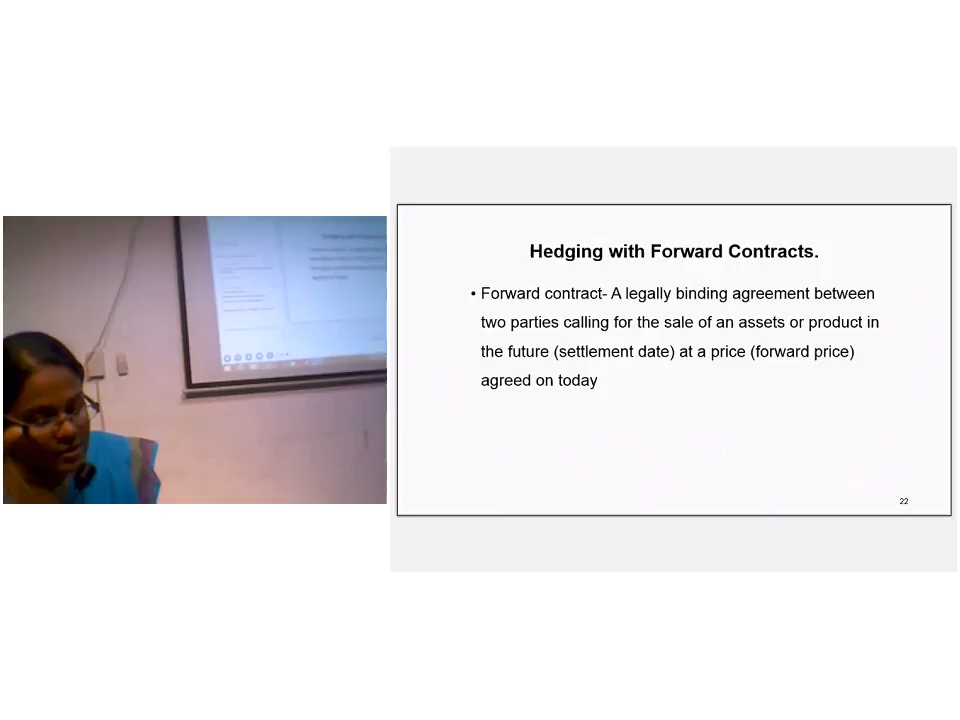 Hedging with Forward Contracts.
• Forward contract- A legally binding agreement between
two parties calling for the sale of an assets or product in
the future (settlement date) at a price (forward price)
agreed on today
22